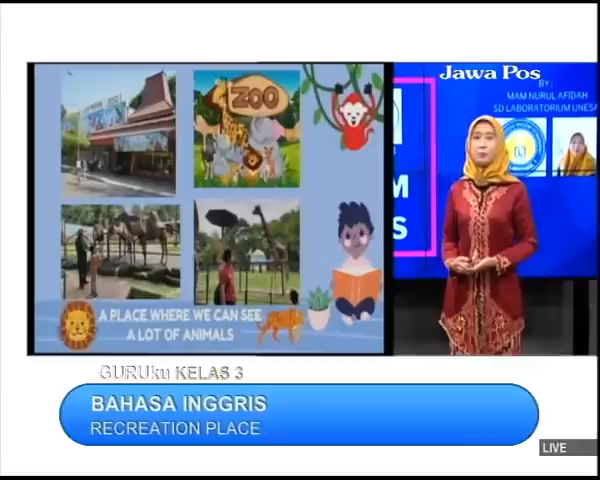 Jawa Pos
BY :
MAM NURUL AFIDAH
SD LABORATORIUM UNESA
ZOO
M
S
A PLACE WHERE WE CAN SEE
A LOT OF ANIMALS
GURUku KELAS 3
BAHASA INGGRIS
RECREATION PLACE
LIVE